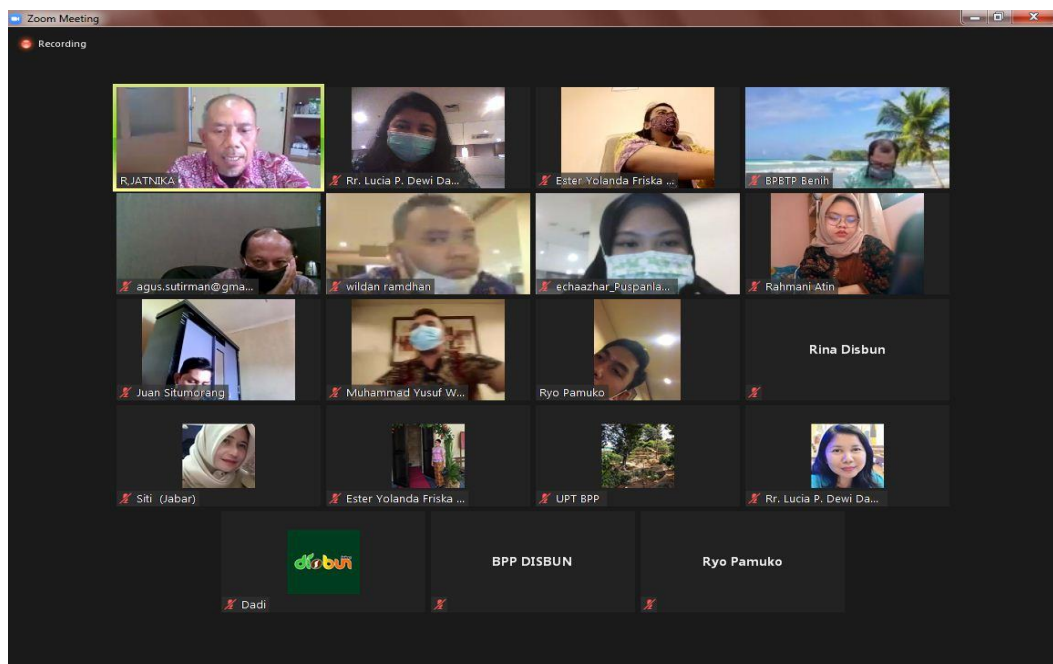 Zoom Meeting
Recording
R,JATNIKA
Rr. Lucia P. Dewi Da...
Ester Yolanda Friska ...
BPBTP Benih
agus.sutirman@gma...
wildan ramdhan
echaazhar_Puspanla...
Rahmani Atin
Juan Situmorang
Muhammad Yusuf W...
Ryo Pamuko
Rina Disbun
Siti (Jabar)
Ester Yolanda Friska ...
UPT BPP
Rr. Lucia P. Dewi Da...
disbun
Dadi
BPP DISBUN
Ryo Pamuko